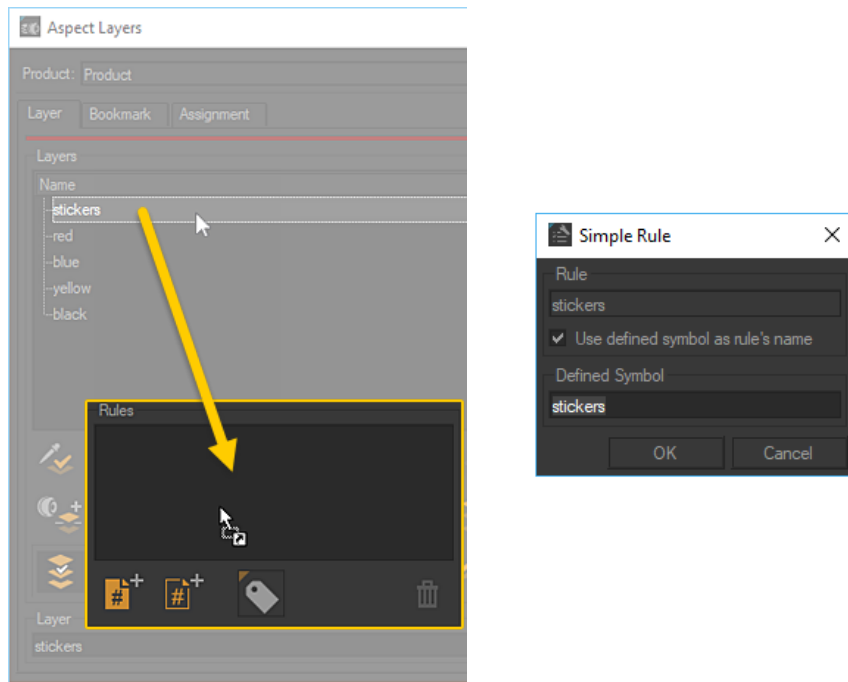 Aspect Layers
Product: Product
Layer Bookmark Assignment
Layers
Name
stickers
red
blue
yellow
black
Rules
# + # +
Layer
stickers
Simple Rule
Rule
stickers
Use defined symbol as rule's name
Defined Symbol
stickers
OK Cancel